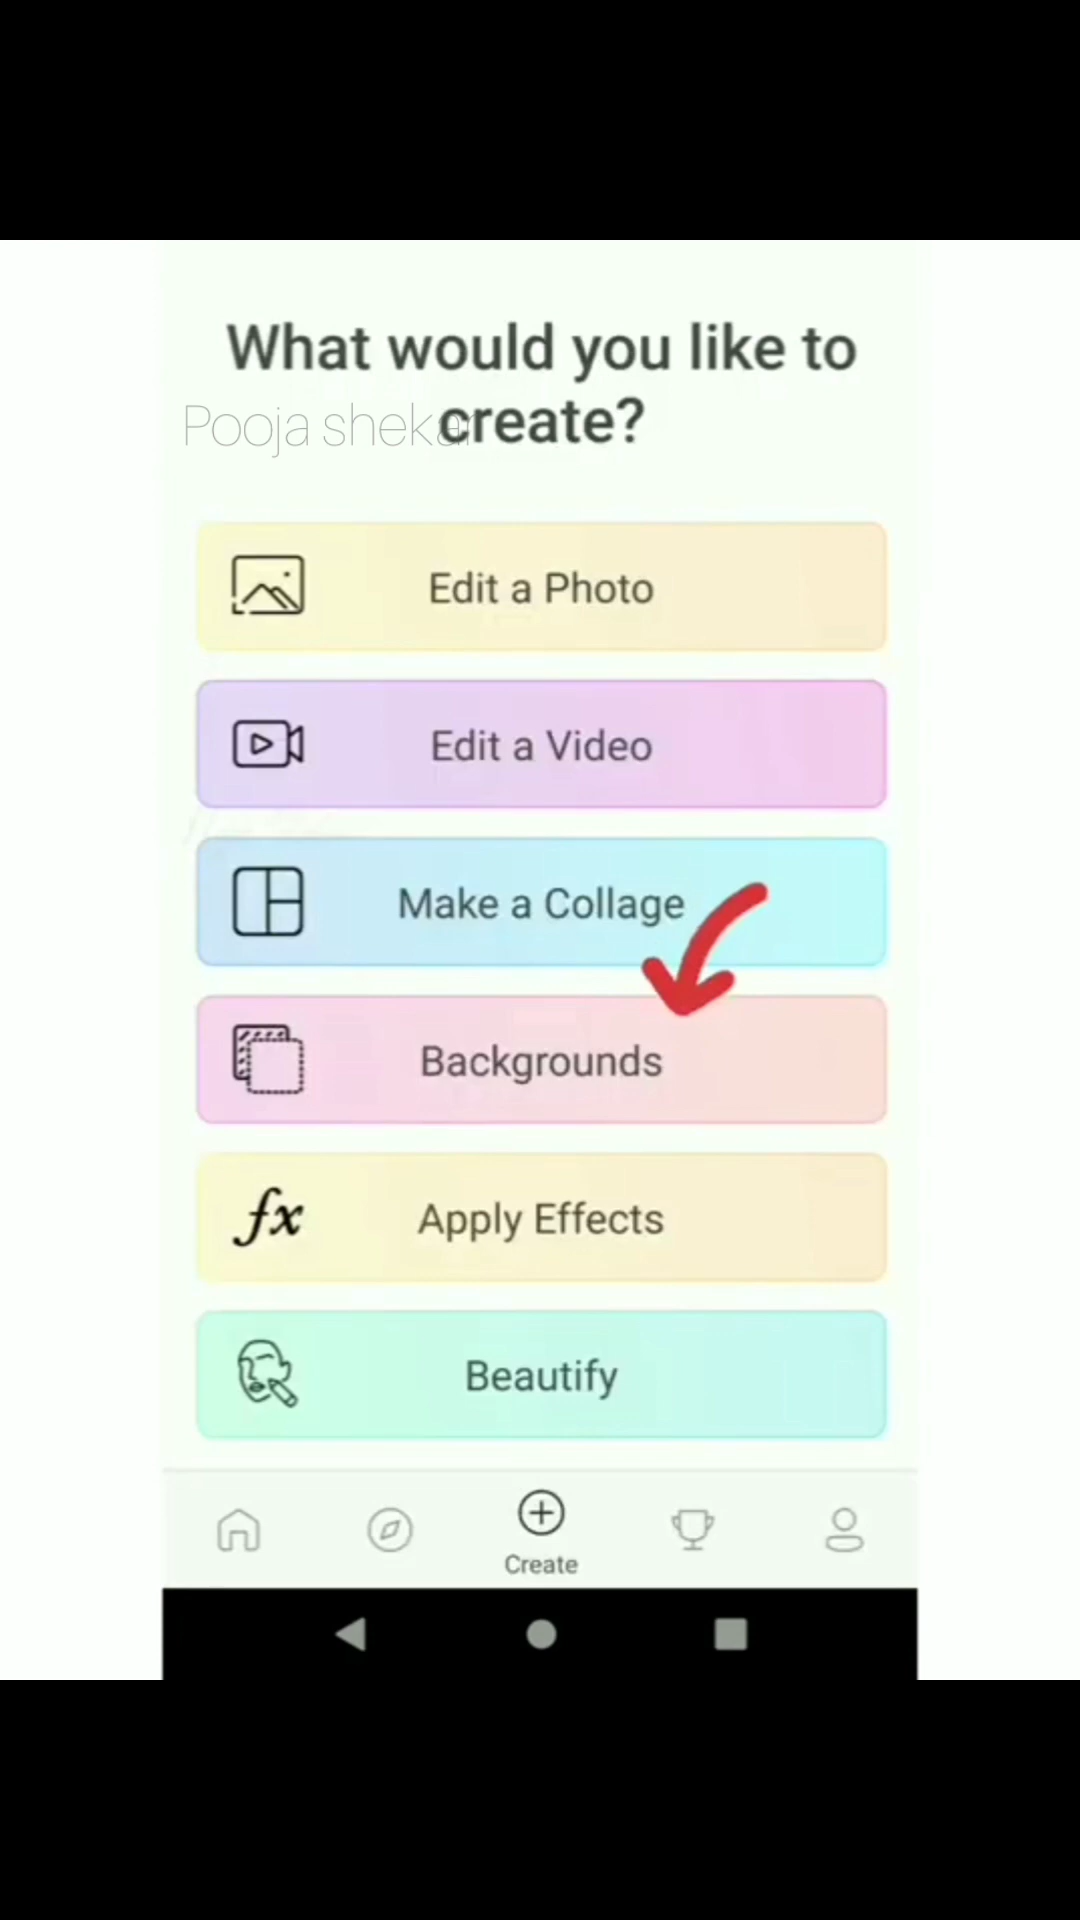 What would you like to
create?
Pooja shekar
Edit a Photo
Edit a Video
Make a Collage
Backgrounds
fx
Apply Effects
Beautify
Create